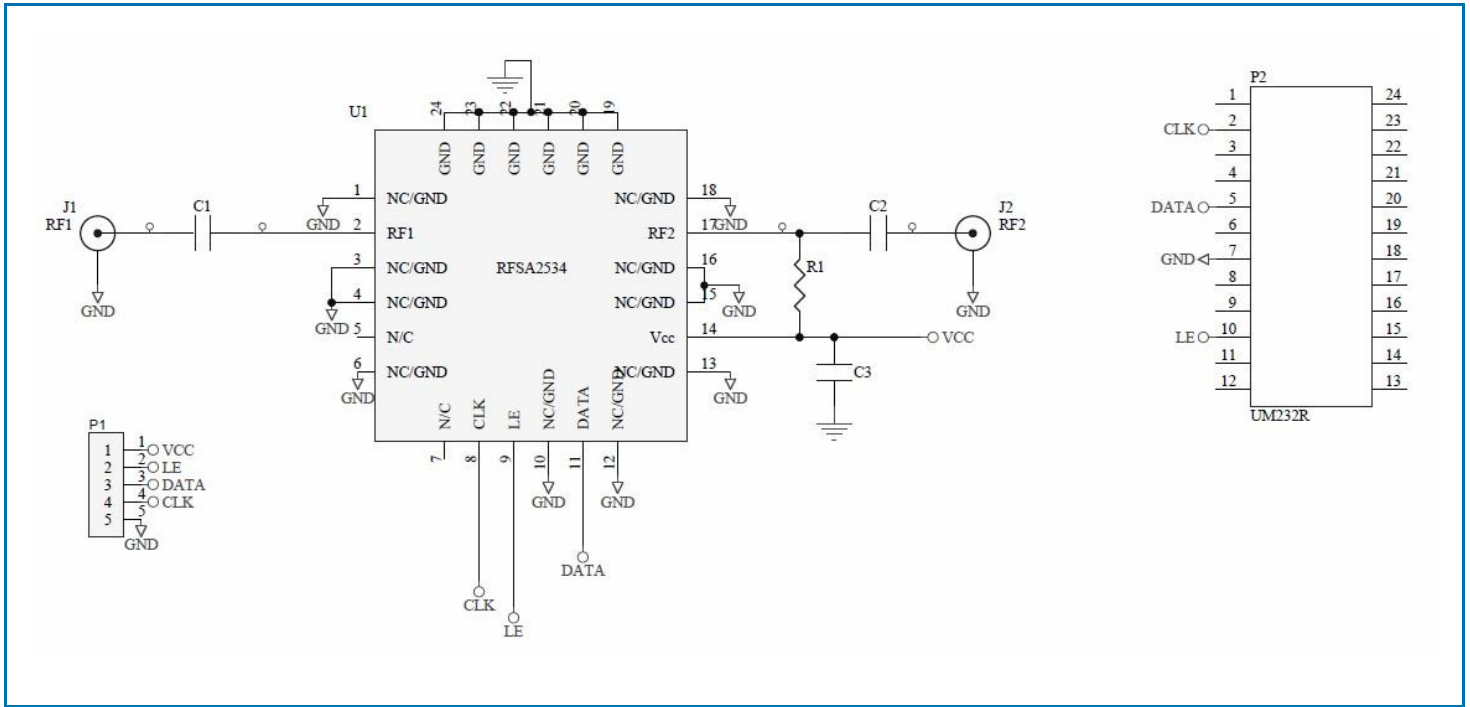 U1
24 23 22 21 20 19
GND GND GND GND GND GND
J1
RF1
C1
GND
1 NC/GND
GND
2 RF1
3 NC/GND
4 NC/GND
GND
5 N/C
6 NC/GND
GND
RFSA2534
NC/GND 18
GND
RF2 17
NC/GND 16
NC/GND 15
GND
Vcc 14
NC/GND 13
GND
N/C CLK LE NC/GND DATA NC/GND
7 8 9 10 11 12
GND GND
DATA
CLK
LE
C2
J2
RF2
GND
R1
VCC
C3
P1
1 1 VCC
2 2 LE
3 3 DATA
4 4 CLK
5 5
GND
P2
1 24
CLK 2 23
3 22
4 21
DATA 5 20
6 19
GND 7 18
8 17
9 16
LE 10 15
11 14
12 13
UM232R